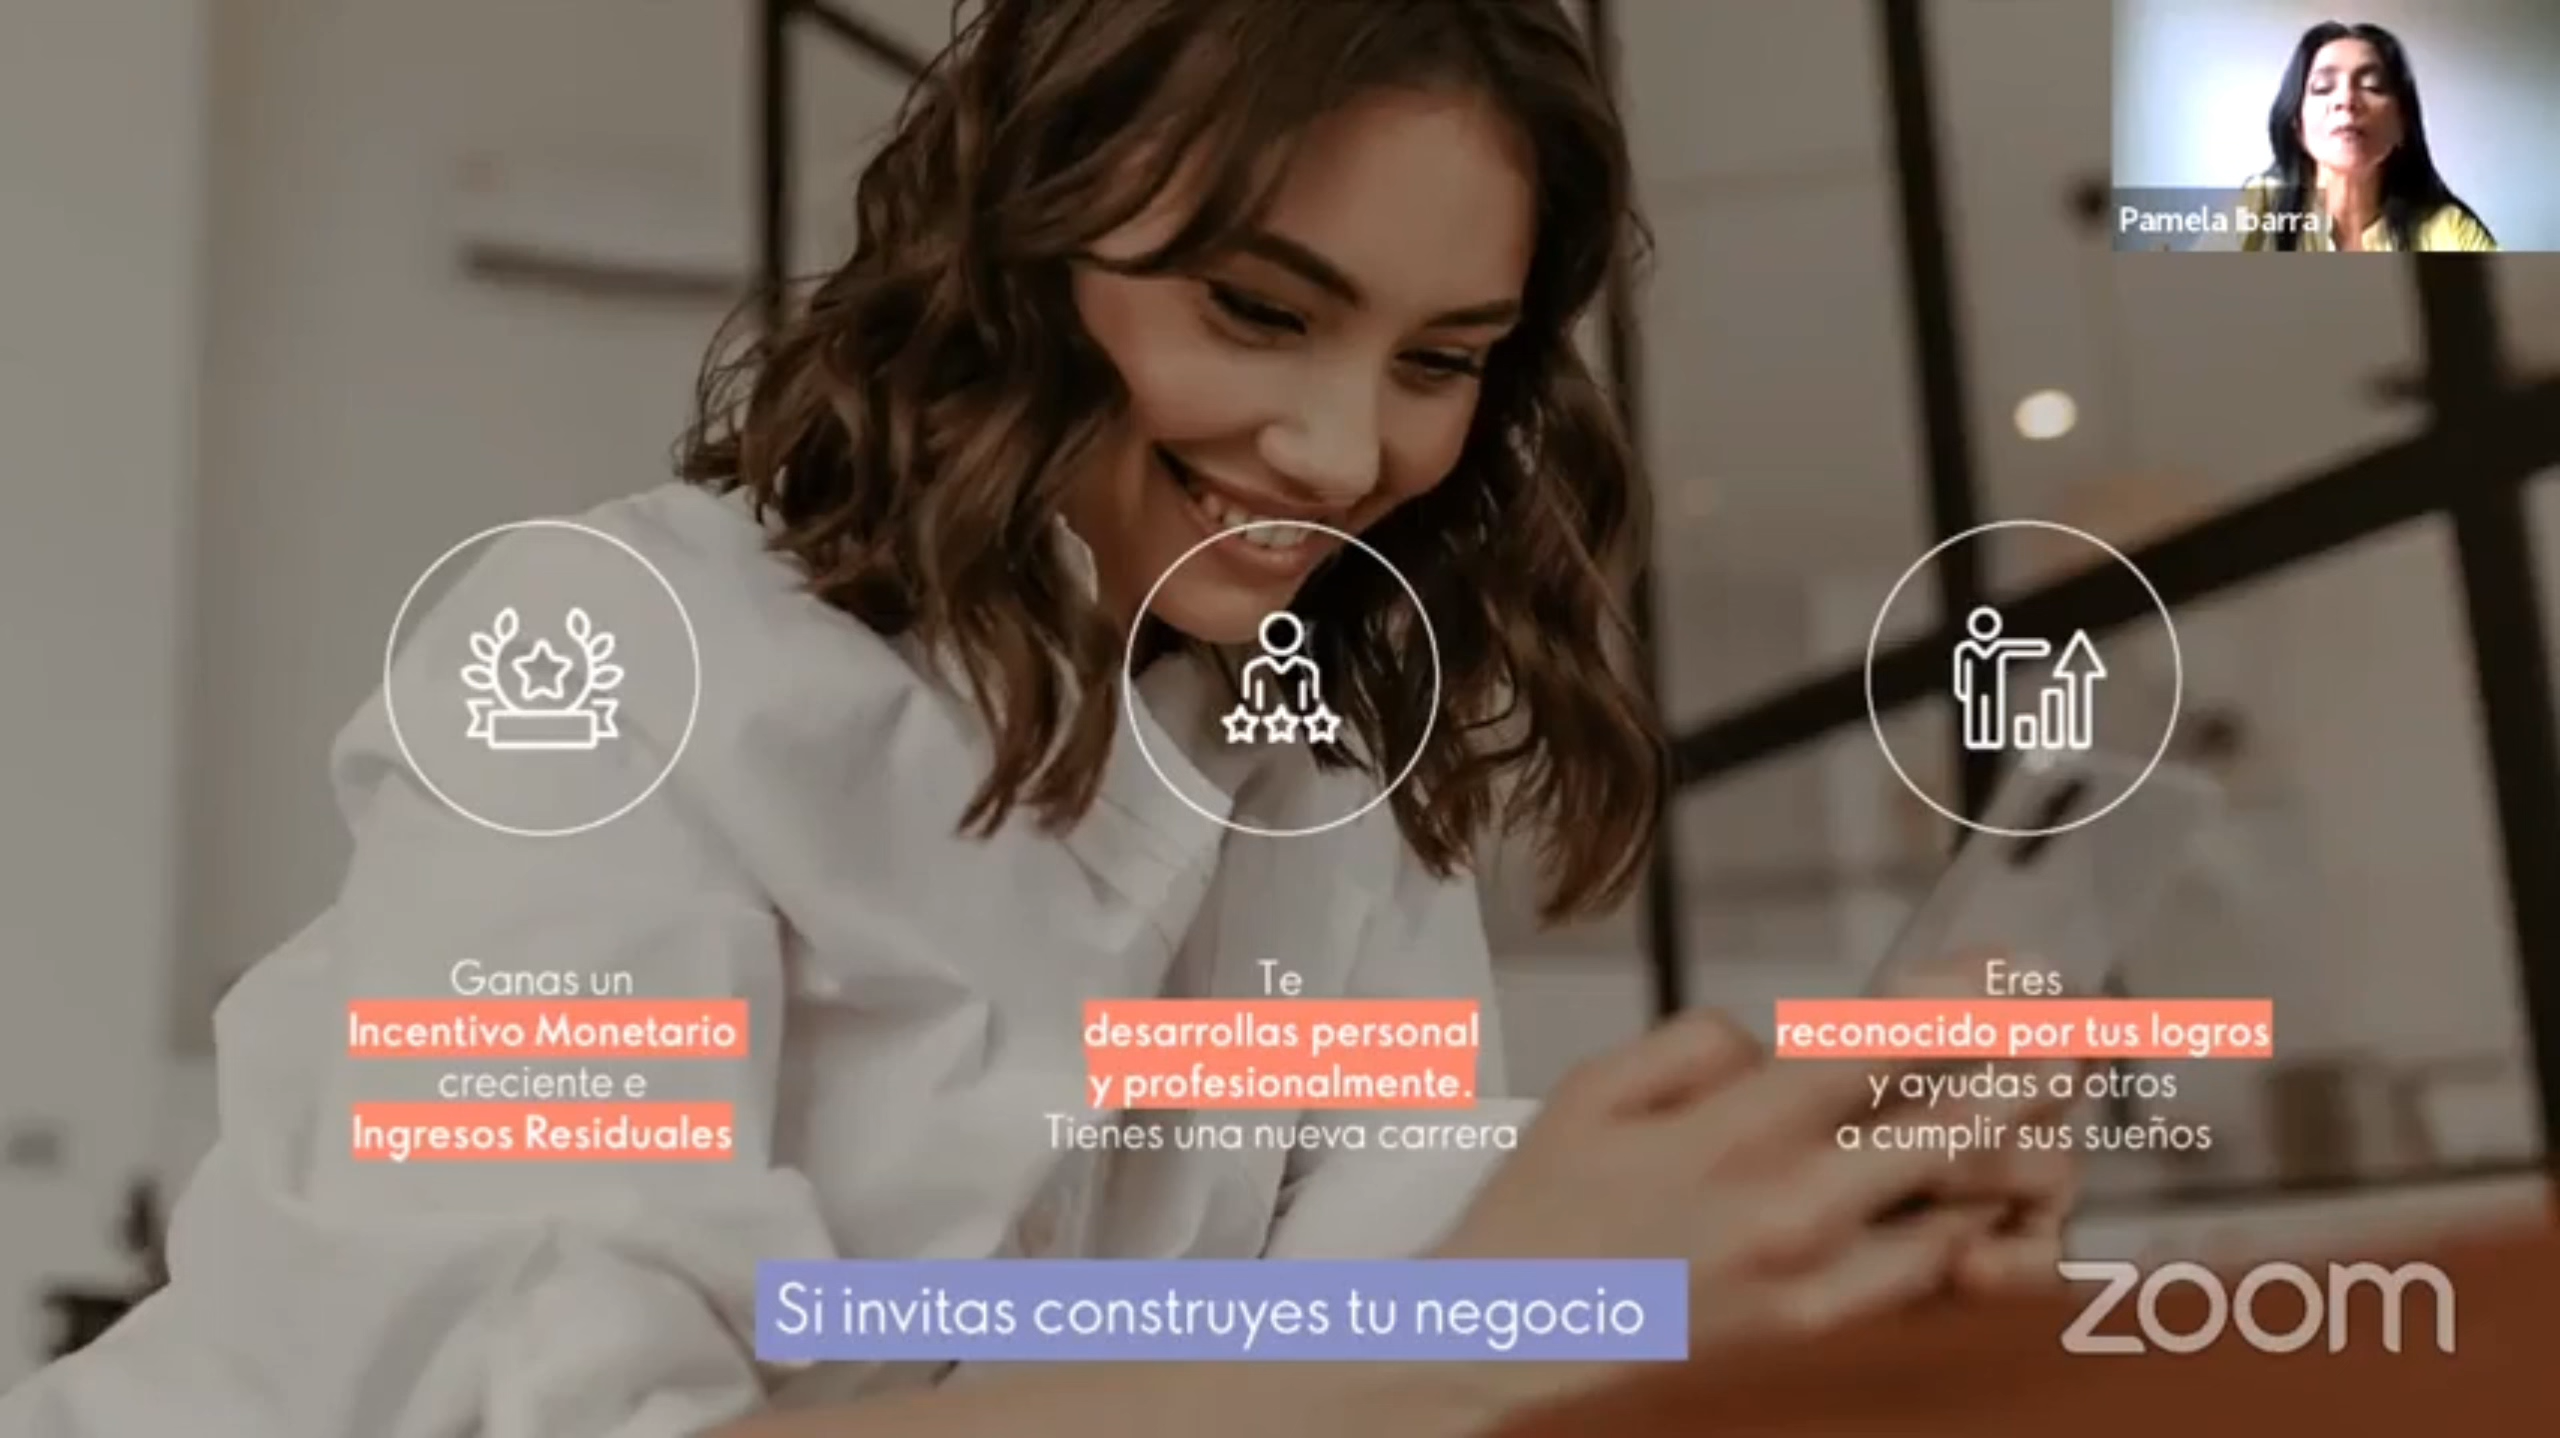 Pamela Ibarra
Ganas un
Incentivo Monetario
creciente e
Ingresos Residuales
Te
desarrollas personal
y profesionalmente.
Tienes una nueva carrera
Eres
reconocido por tus logros
y ayudas a otros
a cumplir sus sueños
Si invitas construyes tu negocio
zoom